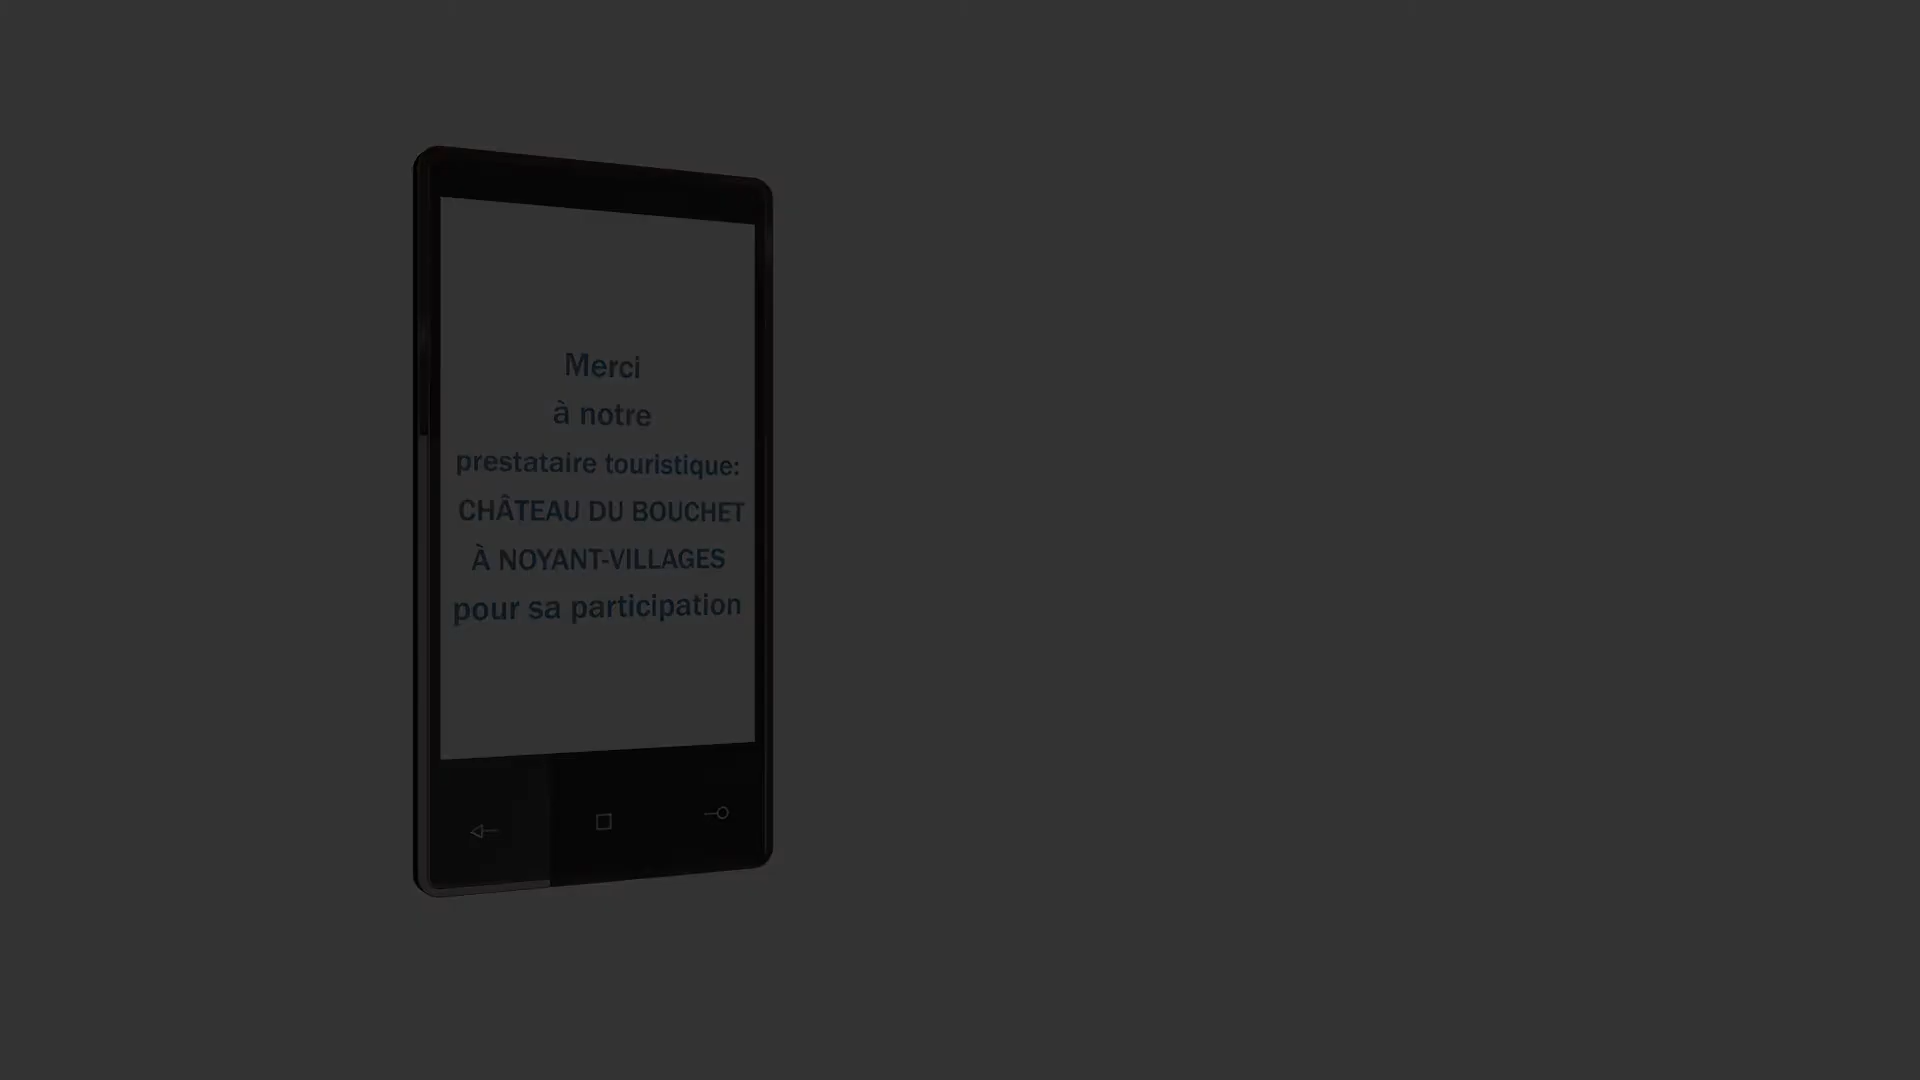 Merci
à notre
prestataire touristique:
CHÂTEAU DU BOUCHET
À NOYANT-VILLAGES
pour sa participation